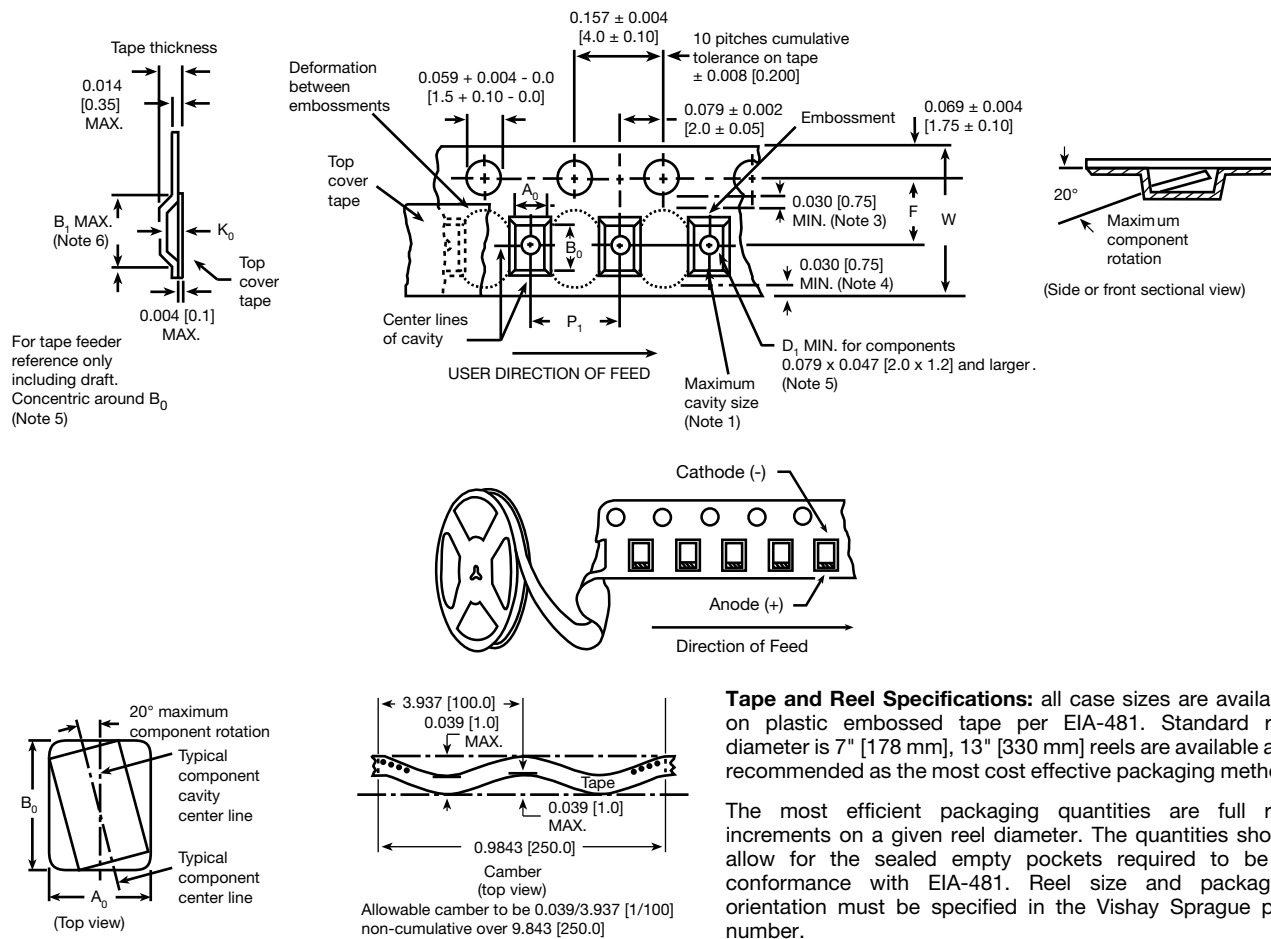 Tape thickness
0.014
[0.35]
MAX.
B1 MAX.
(Note 6)
K0
Top
cover
tape
0.004 [0.1]
MAX.
For tape feeder
reference only
including draft.
Concentric around B0
(Note 5)
Deformation
between
embossments
Top
cover
tape
0.059 + 0.004 - 0.0
[1.5 + 0.10 - 0.0]
0.157 ± 0.004
[4.0 ± 0.10]
10 pitches cumulative
tolerance on tape
± 0.008 [0.200]
0.079 ± 0.002
[2.0 ± 0.05]
Embossment
0.069 ± 0.004
[1.75 ± 0.10]
A0
B0
0.030 [0.75]
MIN. (Note 3)
F
W
0.030 [0.75]
MIN. (Note 4)
Center lines
of cavity
P1
USER DIRECTION OF FEED
Maximum
cavity size
(Note 1)
D1 MIN. for components
0.079 x 0.047 [2.0 x 1.2] and larger.
(Note 5)
20°
Maximum
component
rotation
(Side or front sectional view)
Cathode (-)
Anode (+)
Direction of Feed
20° maximum
component rotation
Typical
component
cavity
center line
B0
A0
Typical
component
center line
(Top view)
3.937 [100.0]
0.039 [1.0]
MAX.
Tape
0.039 [1.0]
MAX.
0.9843 [250.0]
Camber
(top view)
Allowable camber to be 0.039/3.937 [1/100]
non-cumulative over 9.843 [250.0]
Tape and Reel Specifications: all case sizes are availa
on plastic embossed tape per EIA-481. Standard r
diameter is 7" [178 mm], 13" [330 mm] reels are available a
recommended as the most cost effective packaging meth
The most efficient packaging quantities are full r
increments on a given reel diameter. The quantities sho
allow for the sealed empty pockets required to be
conformance with EIA-481. Reel size and packag
orientation must be specified in the Vishay Sprague p
number.